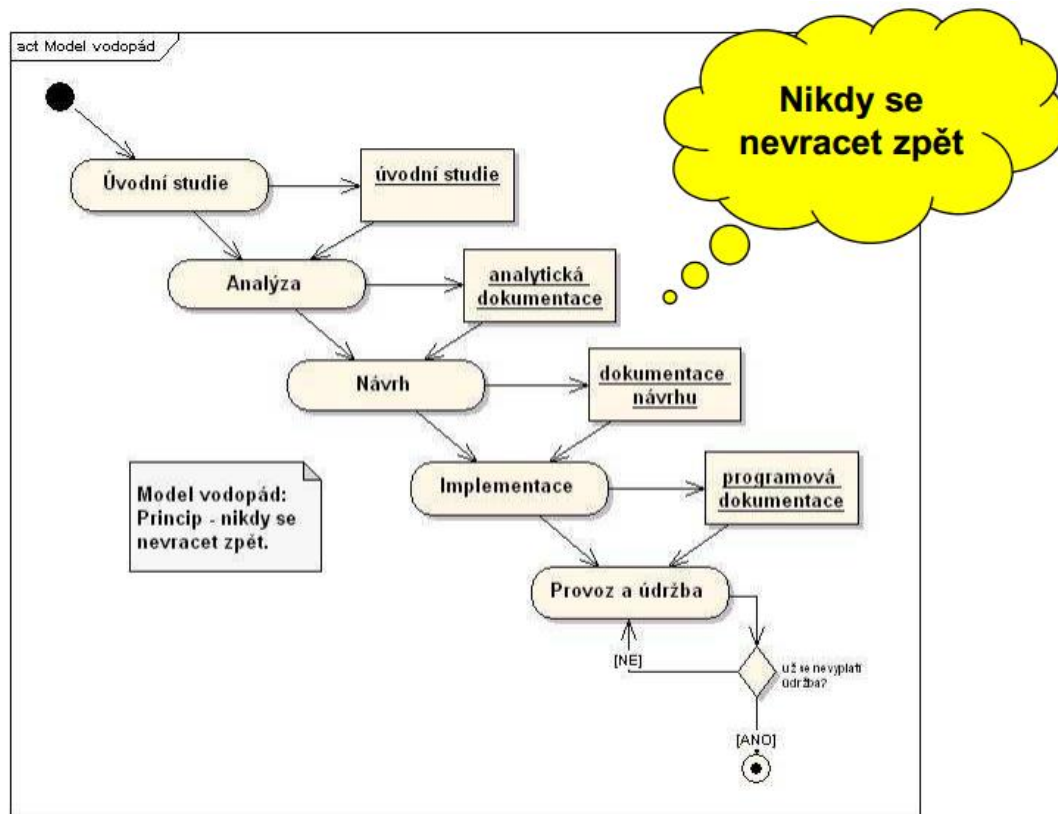 act Model vodopád
Nikdy se
nevracet zpět
Úvodní studie
úvodní studie
Analýza
analytická
dokumentace
Návrh
dokumentace
návrhu
Implementace
programová
dokumentace
Model vodopád:
Princip - nikdy se
nevracet zpět.
Provoz a údržba
[NE]
už se nevyplatí
údržba?
[ANO]